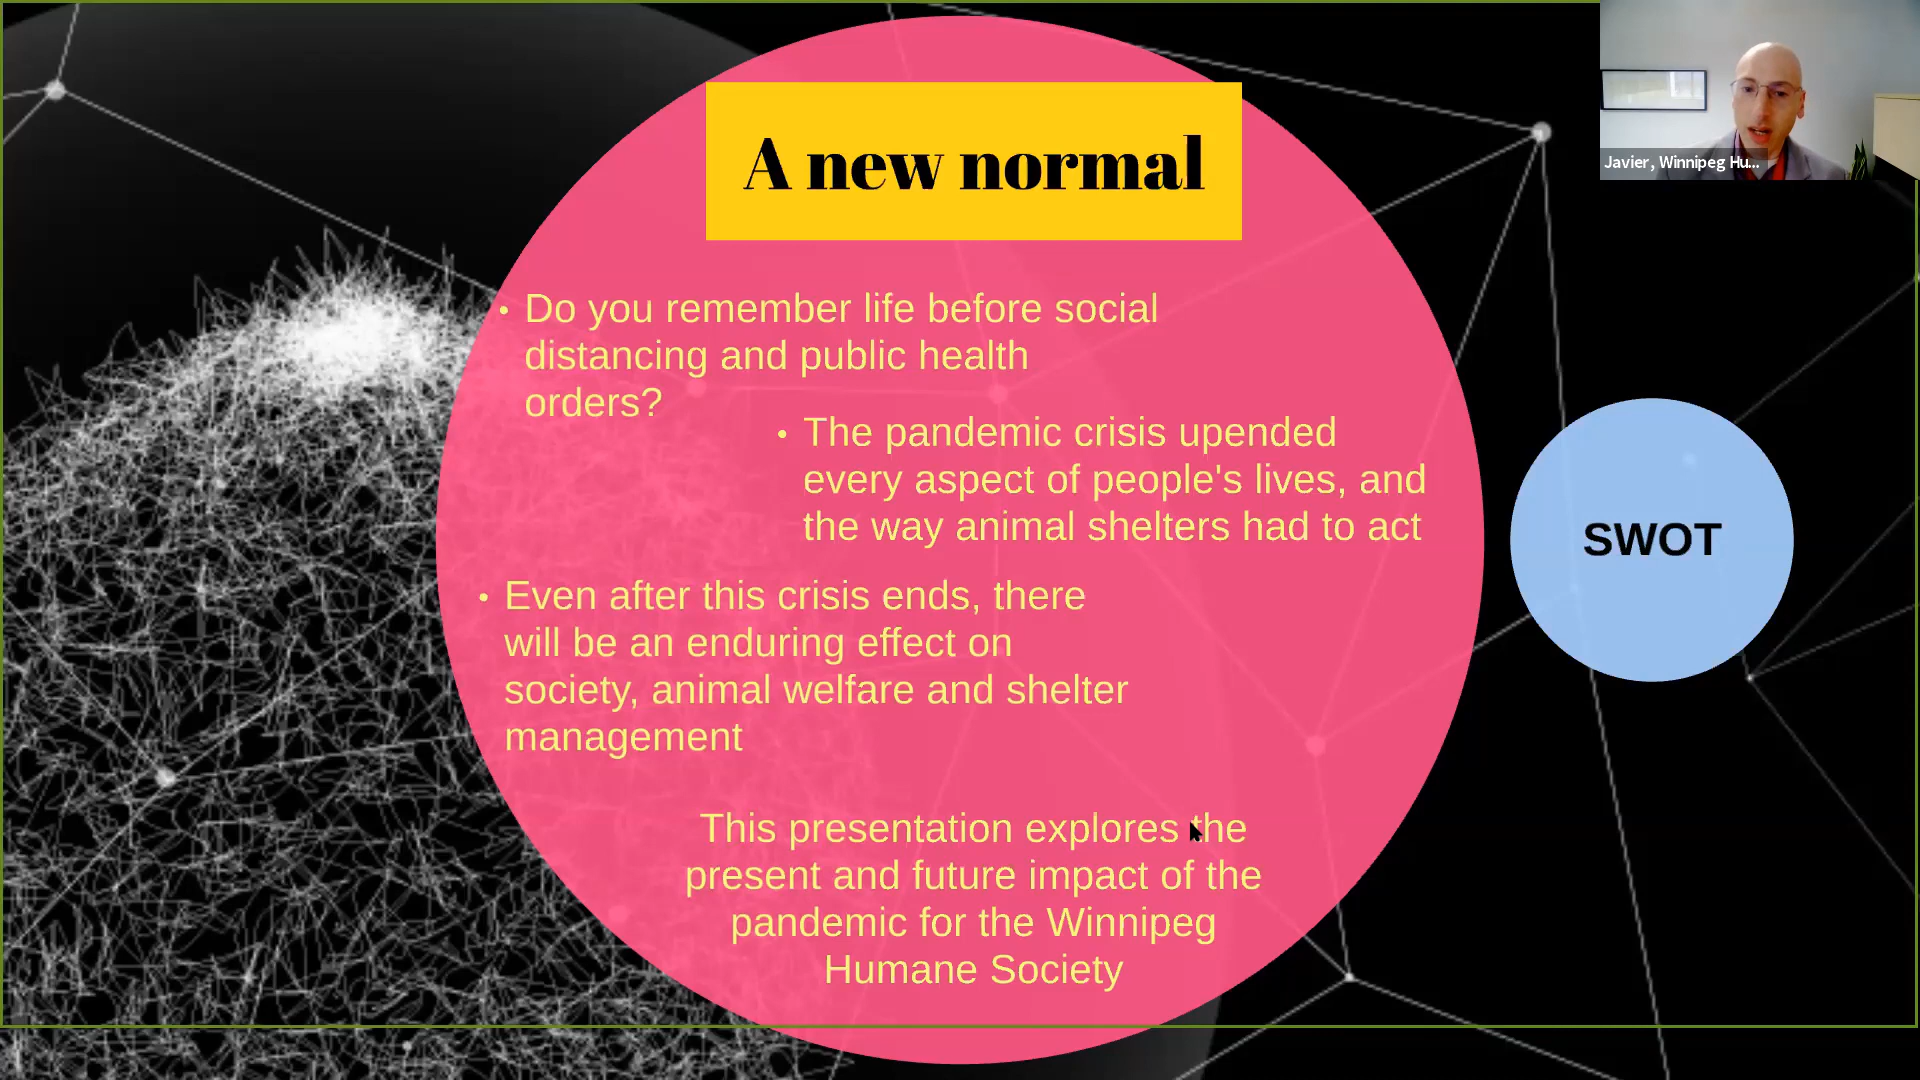 A new normal
• Do you remember life before social
distancing and public health
orders?
• The pandemic crisis upended
every aspect of people's lives, and
the way animal shelters had to act
• Even after this crisis ends, there
will be an enduring effect on
society, animal welfare and shelter
management
This presentation explores the
present and future impact of the
pandemic for the Winnipeg
Humane Society
SWOT
Javier, Winnipeg Hu...